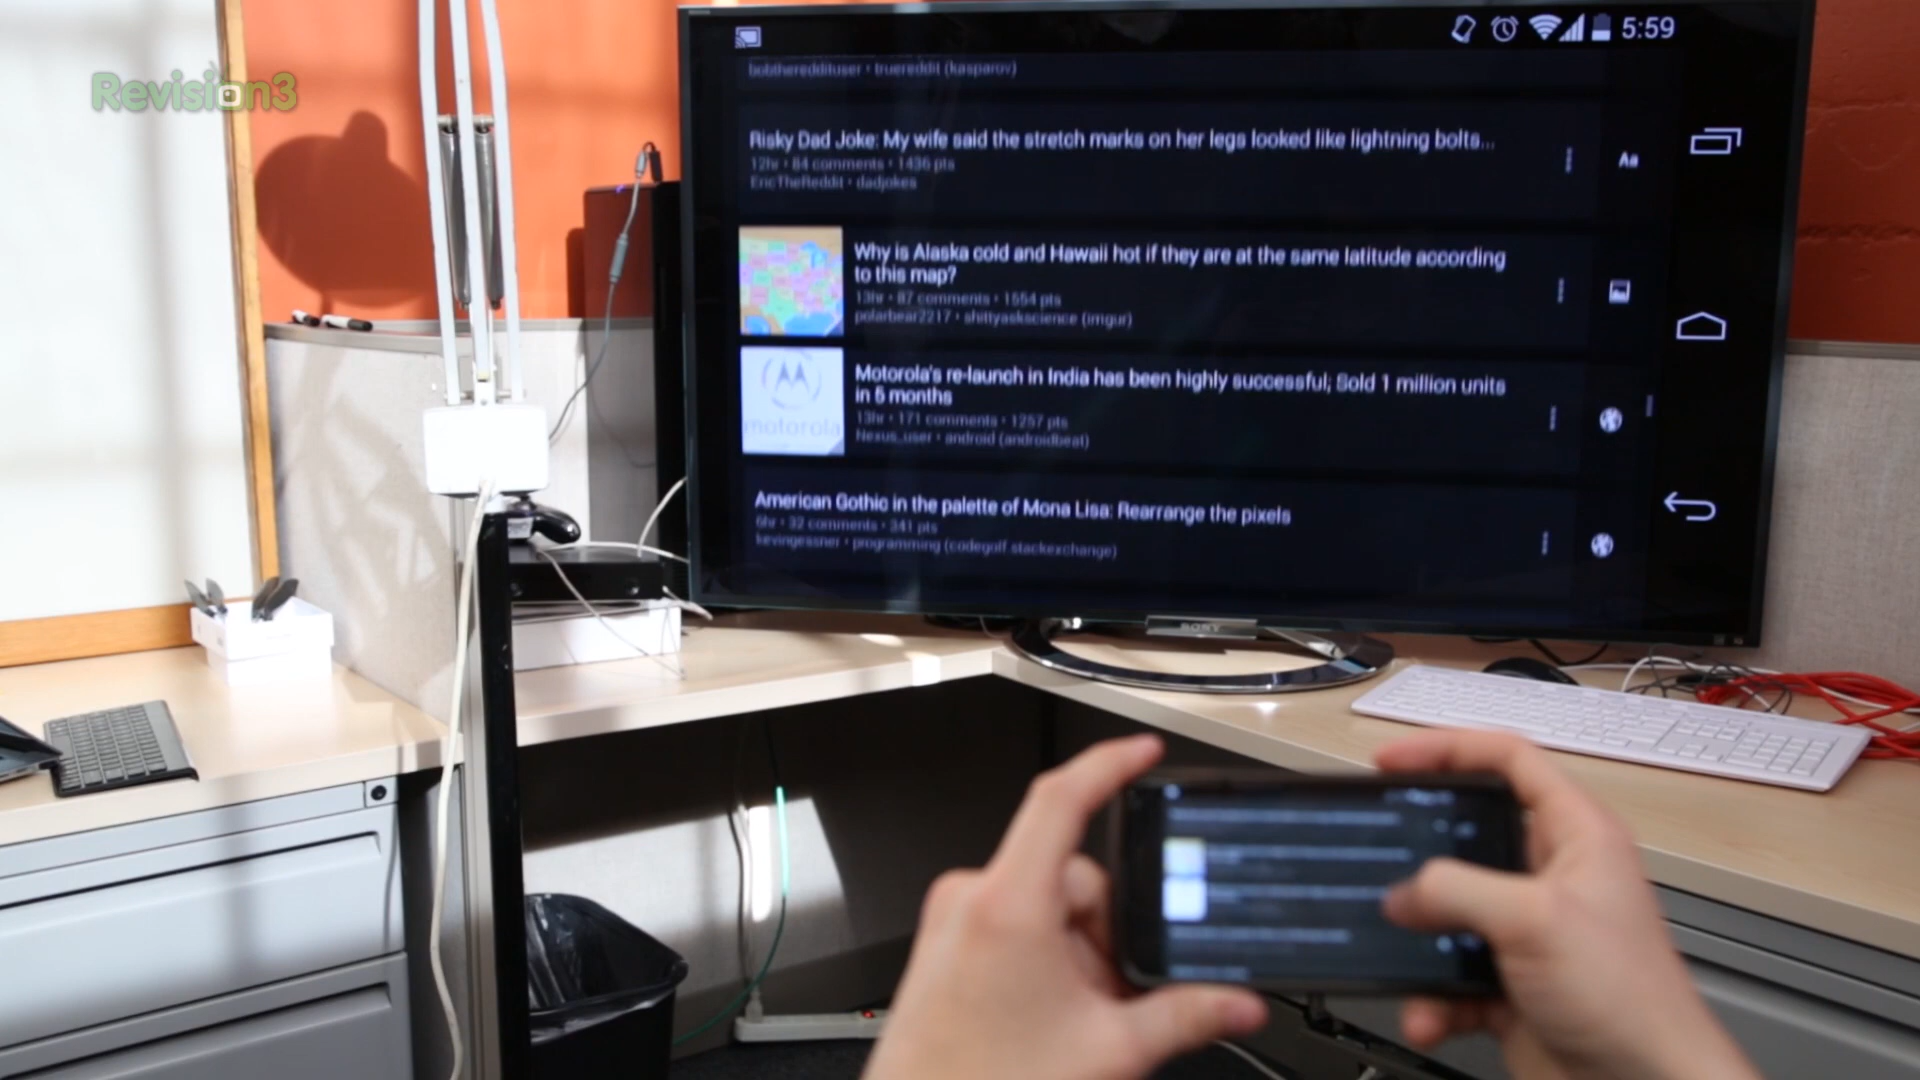 Revision3
5:59
bobthereddituser • truereddit (kasparov)
Risky Dad Joke: My wife said the stretch marks on her legs looked like lightning bolts...
12hr • 84 comments • 1436 pts
EricTheReddit • dadjokes
Aa
Why is Alaska cold and Hawaii hot if they are at the same latitude according
to this map?
13hr • 87 comments • 1554 pts
polarbear2217 • shittyaskscience (imgur)
motorola
Motorola's re-launch in India has been highly successful; Sold 1 million units
in 5 months
13hr • 171 comments • 1257 pts
Nexus_user • android (androidbeat)
American Gothic in the palette of Mona Lisa: Rearrange the pixels
6hr • 32 comments • 341 pts
kevingessner • programming (codegolf.stackexchange)
SONY